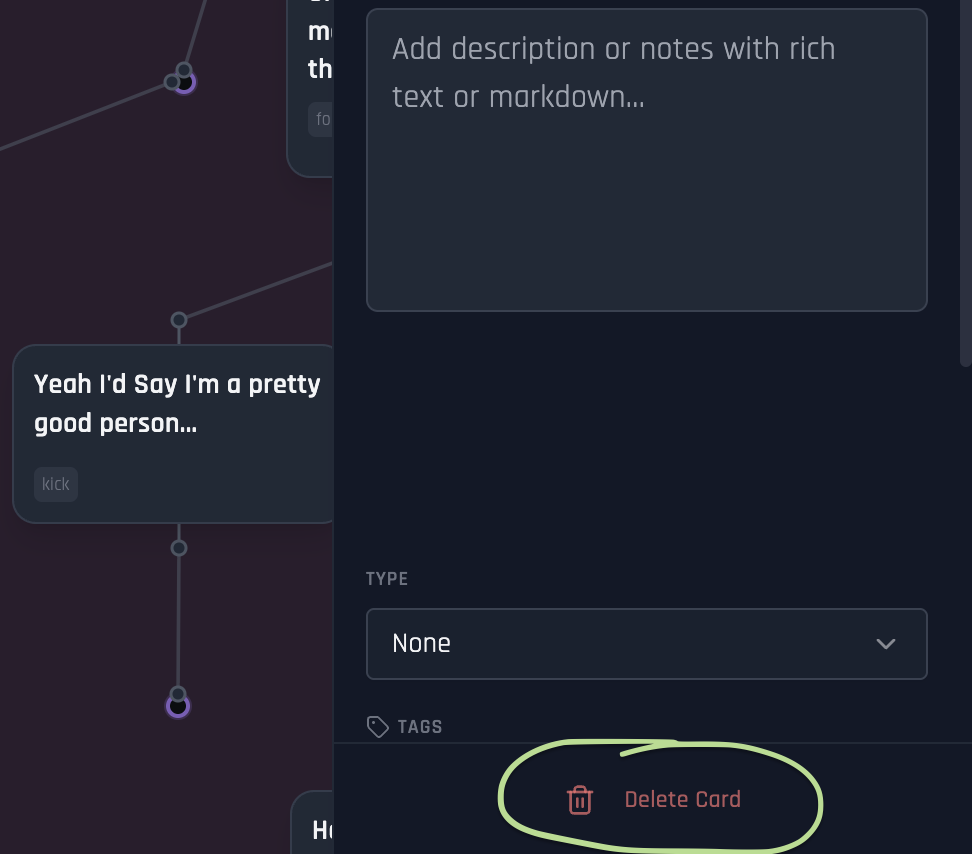 Add description or notes with rich
text or markdown...
Yeah I'd Say I'm a pretty
good person...
kick
TYPE
None
TAGS
Delete Card